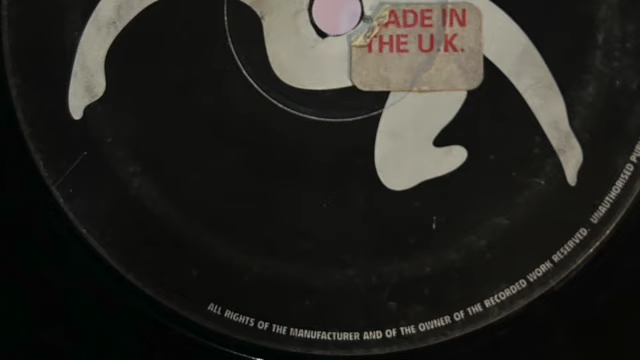 ADE IN
THE U.K.
ALL RIGHTS OF THE MANUFACTURER AND OF THE OWNER OF THE RECORDED WORK RESERVED. UNAUTHORISED